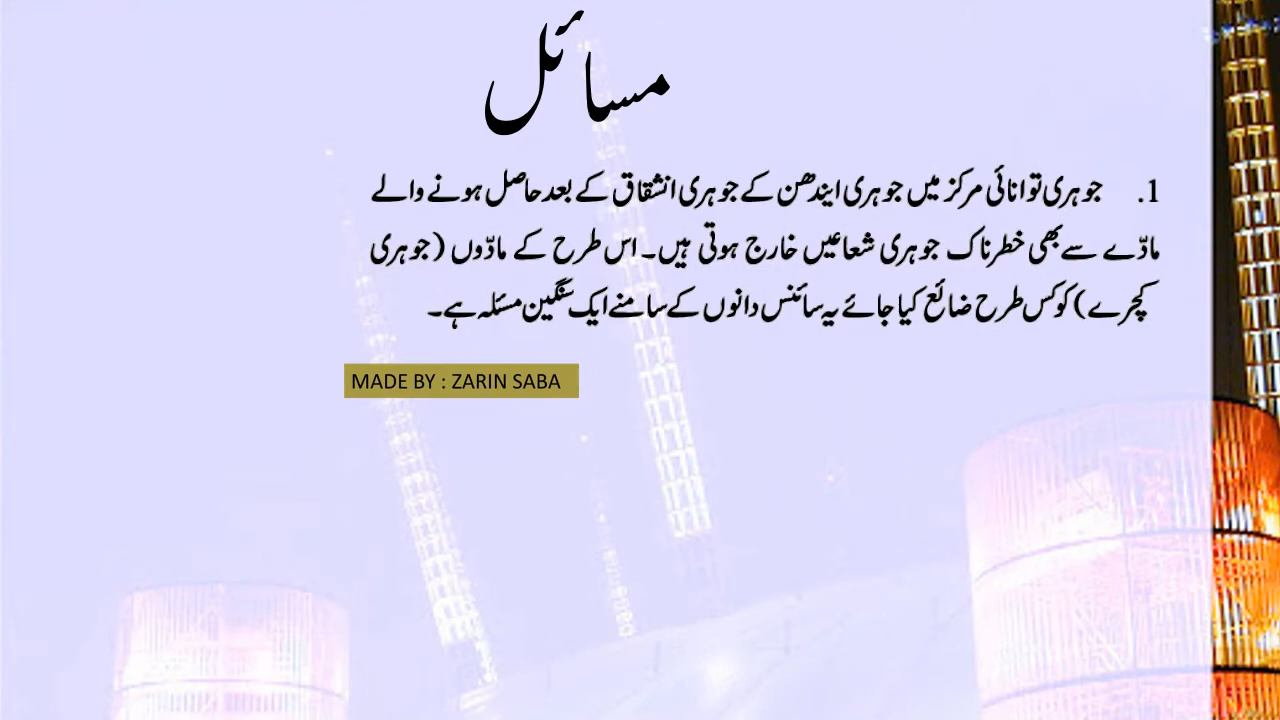 مسائل
1. جوہری توانائی مرکز میں جوہری ایندھن کے جوہری انشقاق کے بعد حاصل ہونے والے
مادّے سے بھی خطرناک جوہری شعاعیں خارج ہوتی ہیں۔ اس طرح کے مادّوں (جوہری
کچرے) کو کس طرح ضائع کیا جائے یہ سائنس دانوں کے سامنے ایک سنگین مسئلہ ہے۔
MADE BY : ZARIN SABA